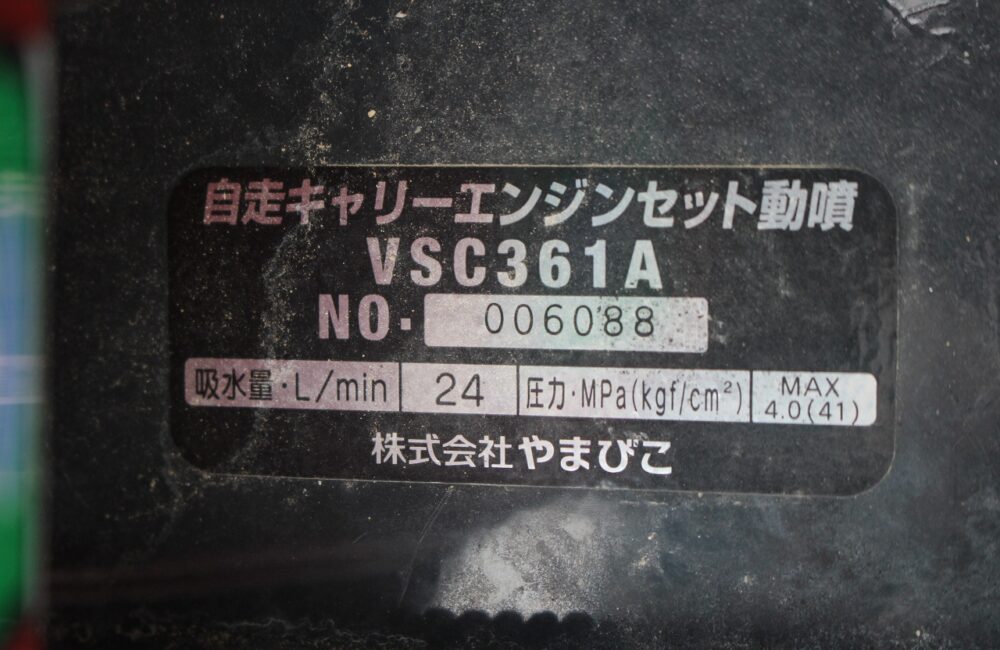 自走キャリーエンジンセット動噴
VSC361A
NO. 006088
吸水量・L/min 24 圧力・MPa(kgf/cm²) MAX 4.0(41)
株式会社やまびこ